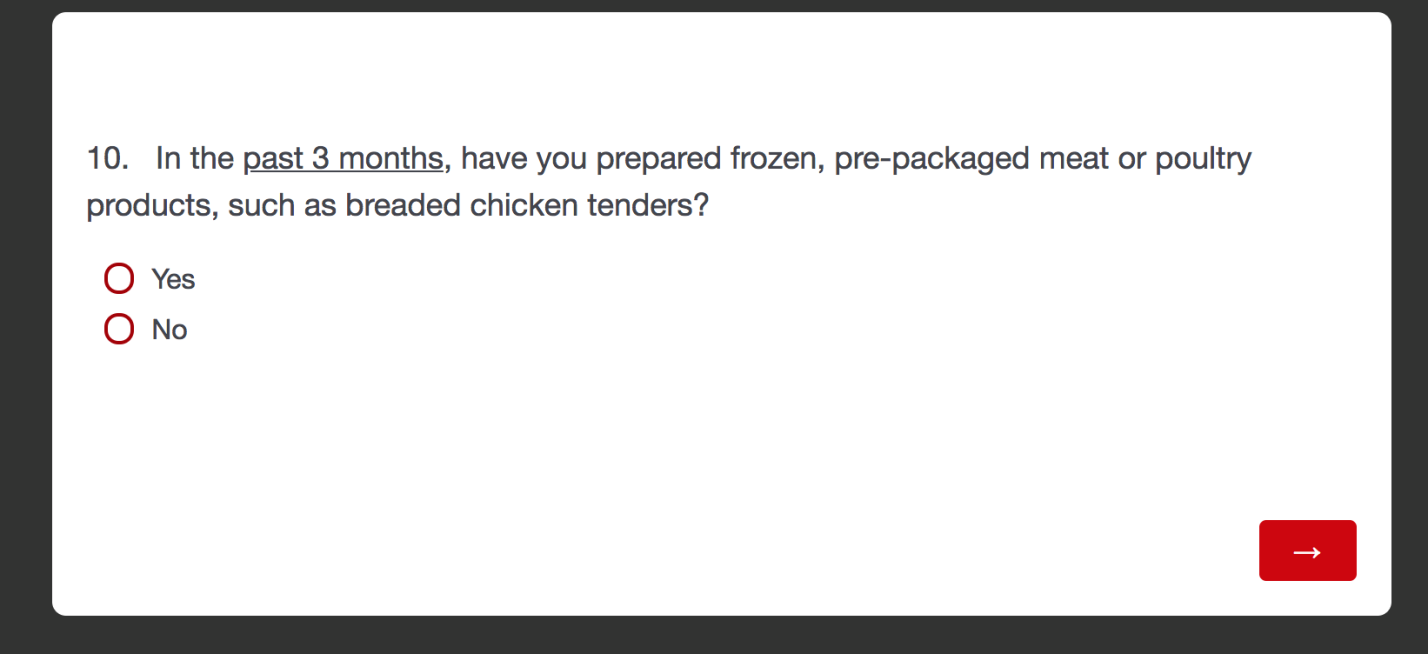 10. In the past 3 months, have you prepared frozen, pre-packaged meat or poultry
products, such as breaded chicken tenders?
Yes
No
→